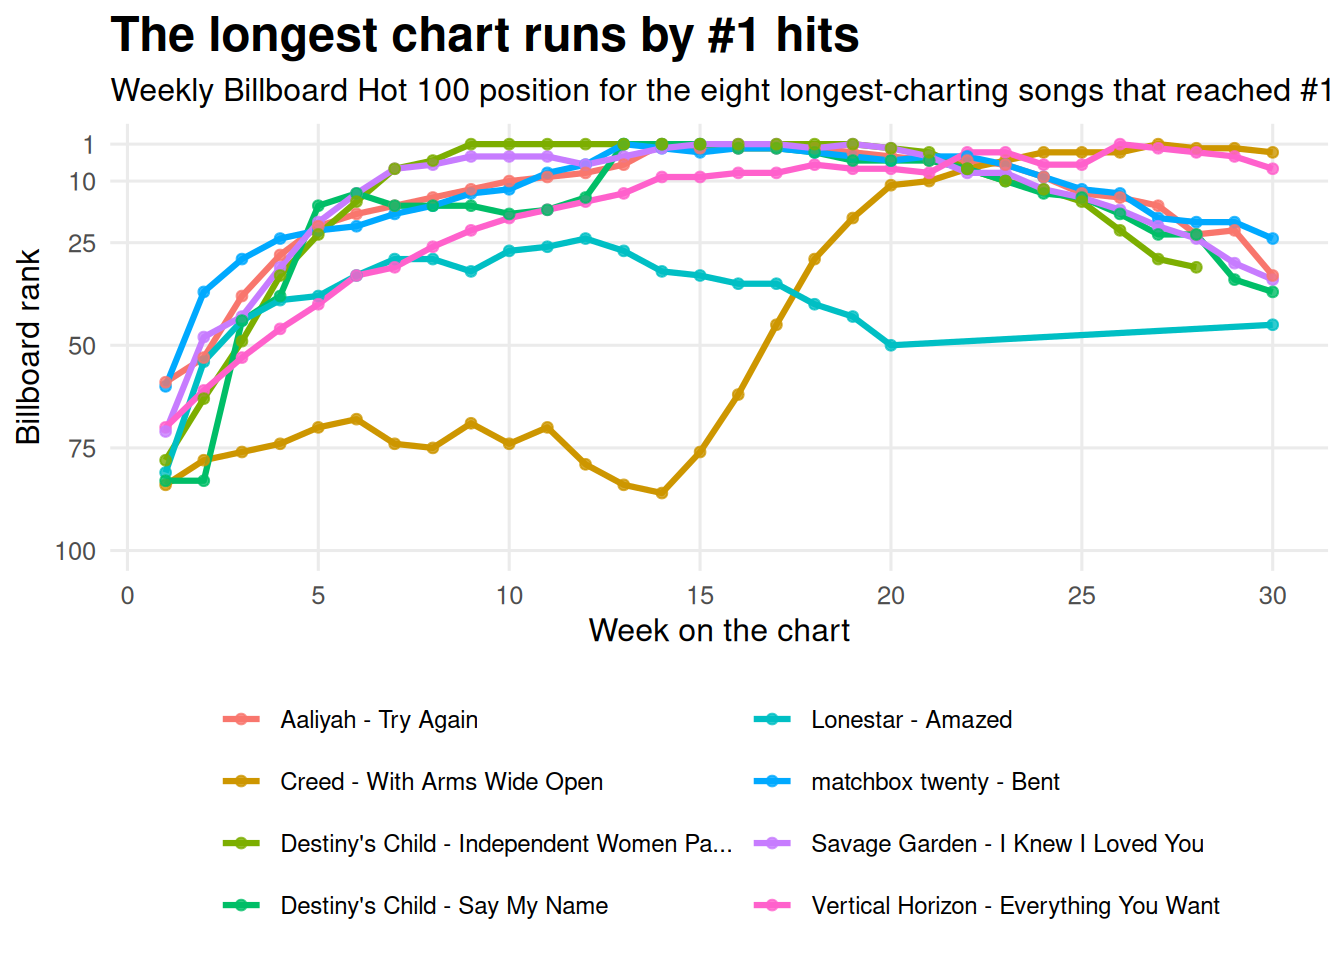 The longest chart runs by #1 hits
Weekly Billboard Hot 100 position for the eight longest-charting songs that reached #1
1
10
25
50
75
100
Billboard rank
0 5 10 15 20 25 30
Week on the chart
Aaliyah - Try Again
Creed - With Arms Wide Open
Destiny's Child - Independent Women Pa...
Destiny's Child - Say My Name
Lonestar - Amazed
matchbox twenty - Bent
Savage Garden - I Knew I Loved You
Vertical Horizon - Everything You Want